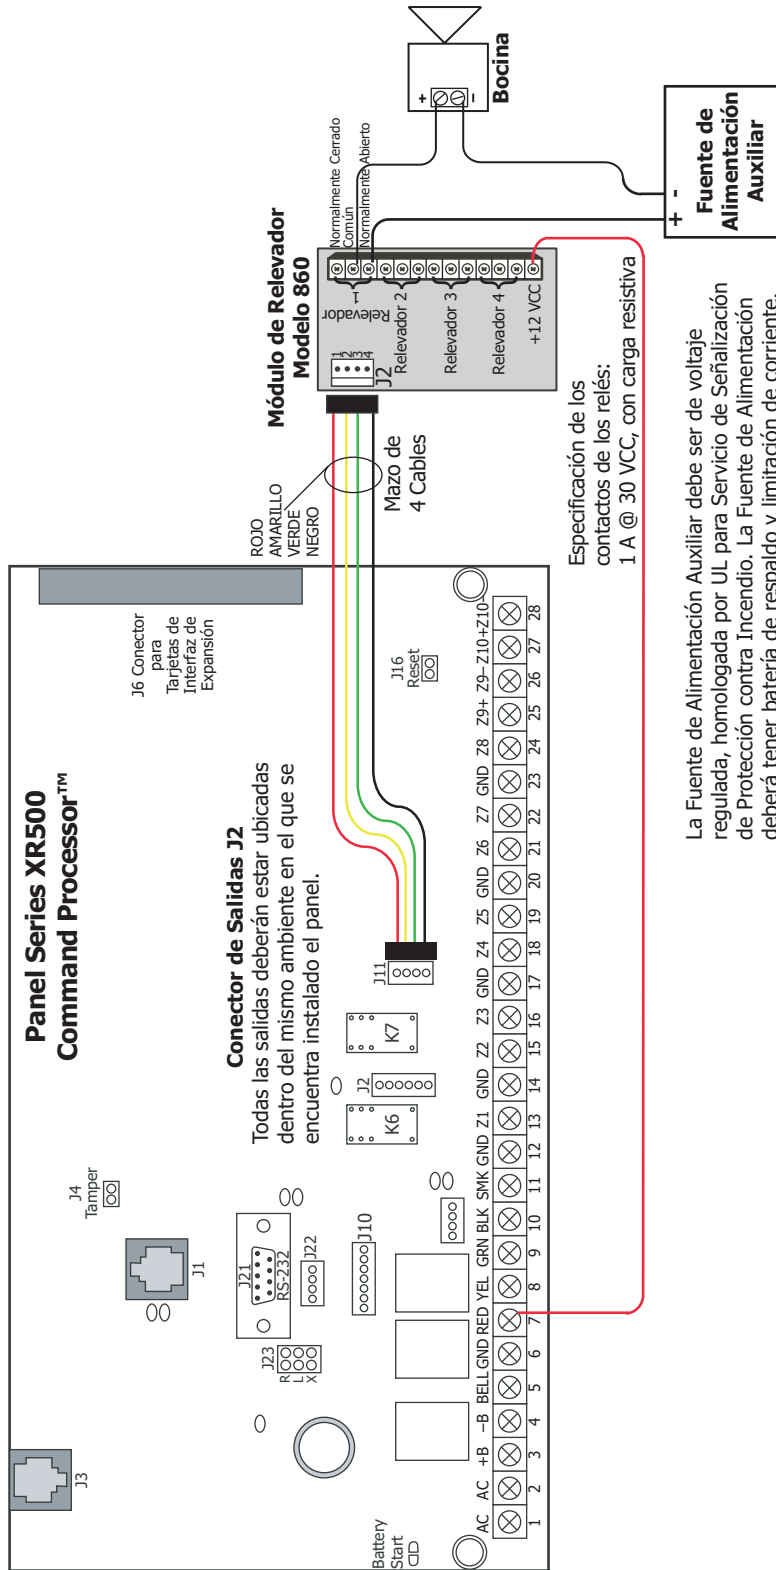 Panel Series XR500
Command Processor™
J6 Conector
para
Tarjetas de
Interfaz de
Expansión
J4
Tamper
J3
J1
Conector de Salidas J2
Todas las salidas deberán estar ubicadas
dentro del mismo ambiente en el que se
encuentra instalado el panel.
J16
Reset
J21
RS-232
J22
J23
R
L
X
J10
J2
K6
K7
J11
Battery
Start
AC AC +B −B BELL GND RED YEL GRN BLK SMK GND Z1 GND Z2 Z3 GND Z4 Z5 GND Z6 Z7 GND Z8 Z9+ Z9− Z10+ Z10−
1 2 3 4 5 6 7 8 9 10 11 12 13 14 15 16 17 18 19 20 21 22 23 24 25 26 27 28
ROJO
AMARILLO
VERDE
NEGRO
Mazo de
4 Cables
Módulo de Relevador
Modelo 860
1
2
3
4
J2
Relevador
1
Relevador 2
Relevador 3
Relevador 4
+12 VCC
Normalmente Cerrado
Común
Normalmente Abierto
+ −
Bocina
+ -
Fuente de
Alimentación
Auxiliar
Especificación de los
contactos de los relés:
1 A @ 30 VCC, con carga resistiva
La Fuente de Alimentación Auxiliar debe ser de voltaje
regulada, homologada por UL para Servicio de Señalización
de Protección contra Incendio. La Fuente de Alimentación
deberá tener batería de respaldo y limitación de corriente.